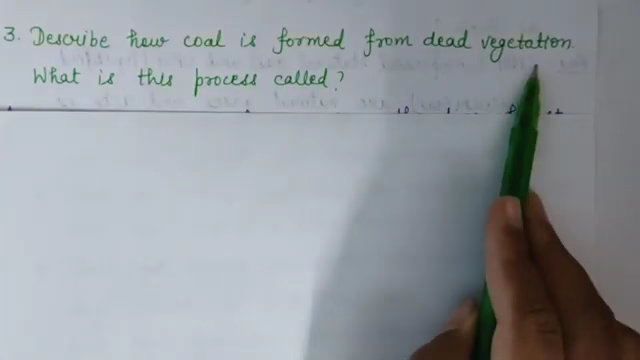 3. Describe how coal is formed from dead vegetation.
What is this process called?